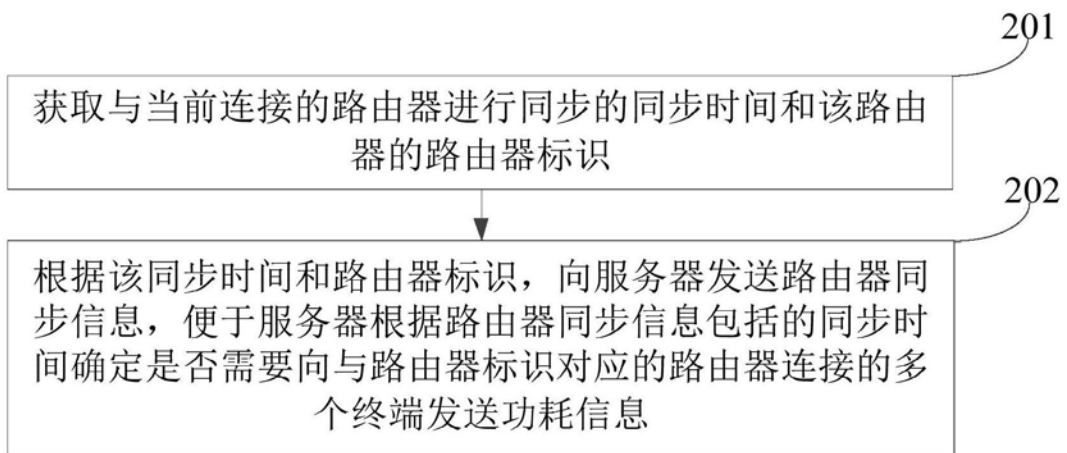 201
获取与当前连接的路由器进行同步的同步时间和该路由
器的路由器标识
202
根据该同步时间和路由器标识，向服务器发送路由器同
步信息，便于服务器根据路由器同步信息包括的同步时
间确定是否需要向与路由器标识对应的路由器连接的多
个终端发送功耗信息